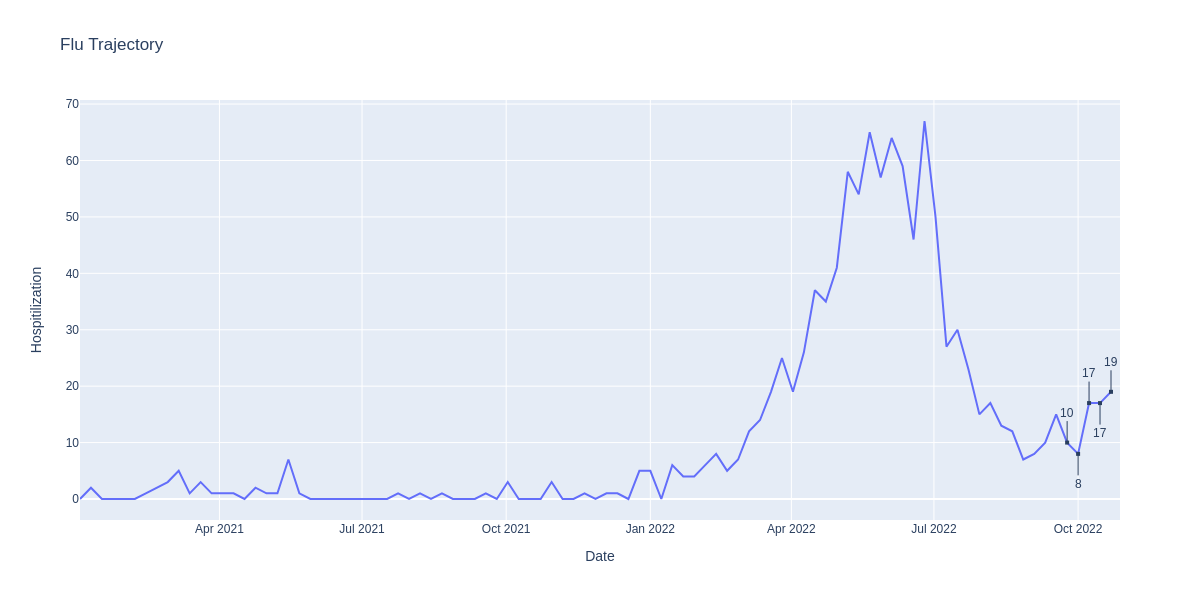 Flu Trajectory
70
60
50
40
30
20
10
0
Hospitilization
19
17
10
17
8
Apr 2021
Jul 2021
Oct 2021
Jan 2022
Apr 2022
Jul 2022
Oct 2022
Date